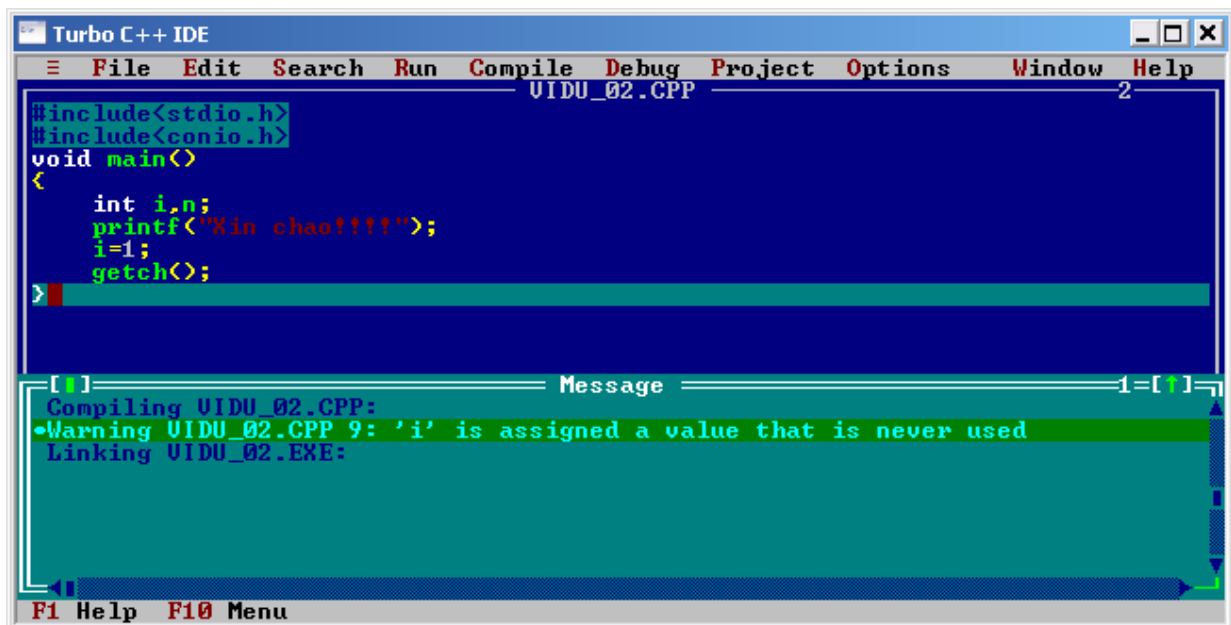 Turbo C++ IDE
≡ File Edit Search Run Compile Debug Project Options Window Help
VIDU_02.CPP 2
#include<stdio.h>
#include<conio.h>
void main()
{
int i,n;
printf("Xin chao!!!!");
i=1;
getch();
}
[▮] Message 1=[↑]
Compiling VIDU_02.CPP:
•Warning VIDU_02.CPP 9: 'i' is assigned a value that is never used
Linking VIDU_02.EXE:
F1 Help F10 Menu